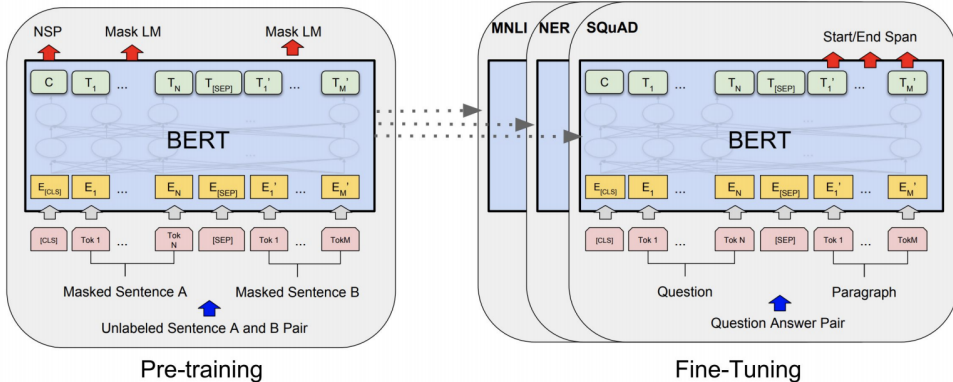 NSP Mask LM Mask LM
C T1 ... TN T[SEP] T1' ... TM'
...
BERT
...
E[CLS] E1 ... EN E[SEP] E1' ... EM'
[CLS] Tok 1 ... Tok N [SEP] Tok 1 ... TokM
Masked Sentence A Masked Sentence B
Unlabeled Sentence A and B Pair
Pre-training
MNLI NER SQuAD
Start/End Span
C T1 ... TN T[SEP] T1' ... TM'
...
BERT
...
E[CLS] E1 ... EN E[SEP] E1' ... EM'
[CLS] Tok 1 ... Tok N [SEP] Tok 1 ... TokM
Question Paragraph
Question Answer Pair
Fine-Tuning